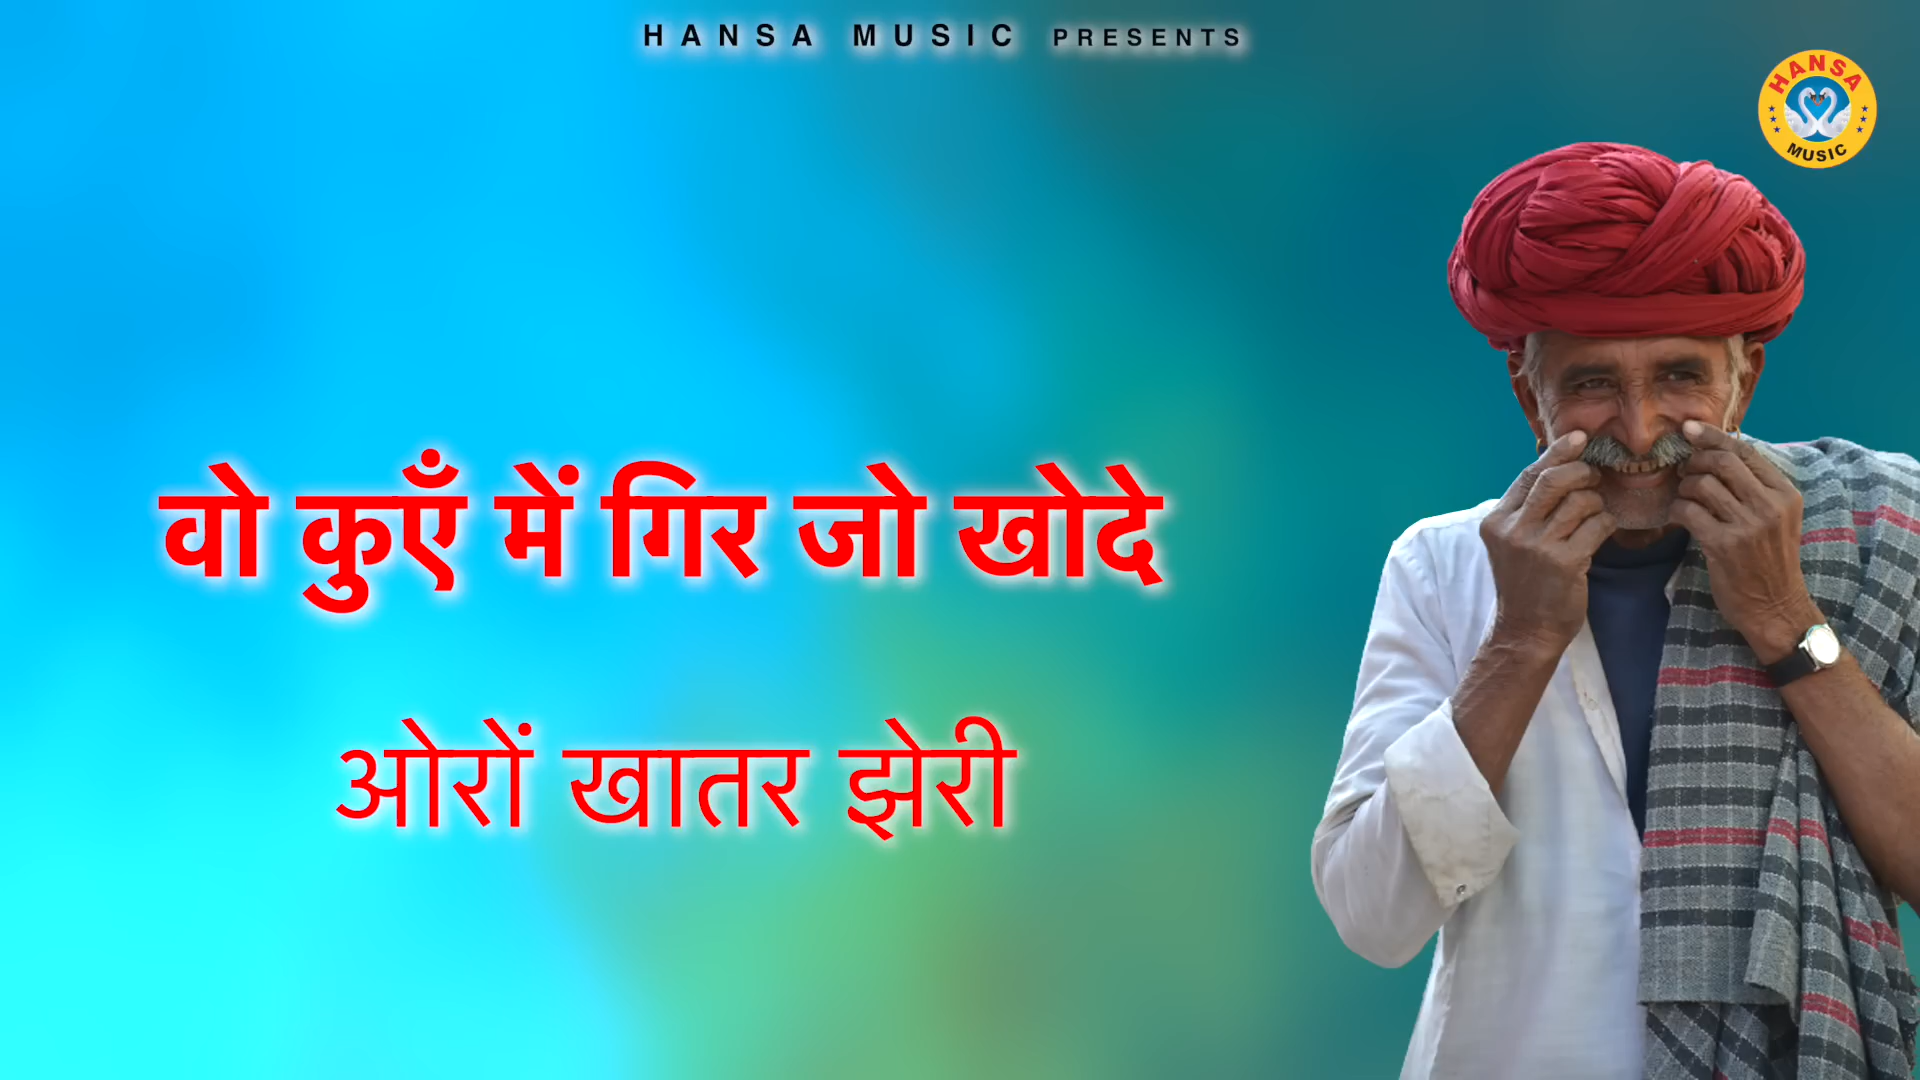 HANSA MUSIC PRESENTS
HANSA
MUSIC
वो कुएँ में गिर जो खोदे
ओरों खातर झेरी